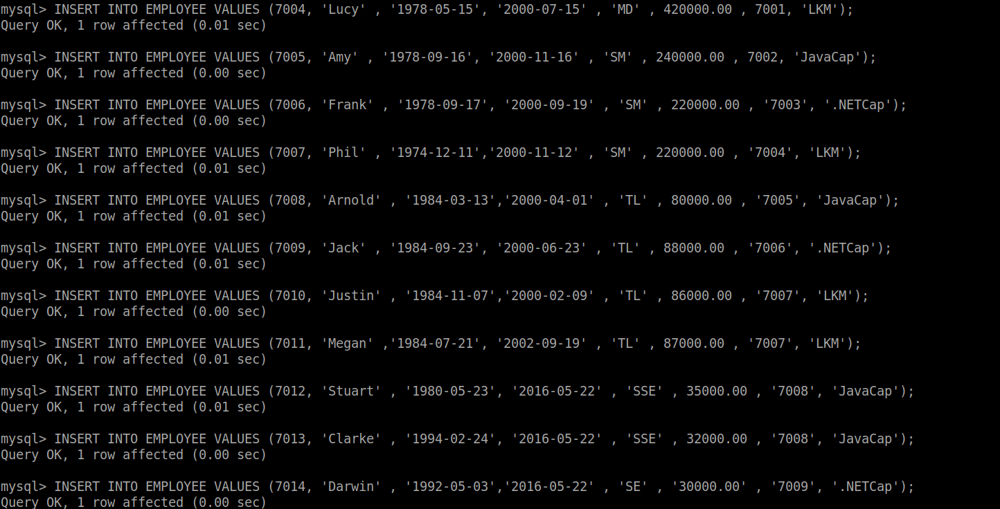 mysql> INSERT INTO EMPLOYEE VALUES (7004, 'Lucy' , '1978-05-15', '2000-07-15' , 'MD' , 420000.00 , 7001, 'LKM');
Query OK, 1 row affected (0.01 sec)
mysql> INSERT INTO EMPLOYEE VALUES (7005, 'Amy' , '1978-09-16', '2000-11-16' , 'SM' , 240000.00 , 7002, 'JavaCap');
Query OK, 1 row affected (0.00 sec)
mysql> INSERT INTO EMPLOYEE VALUES (7006, 'Frank' , '1978-09-17', '2000-09-19' , 'SM' , 220000.00 , '7003', '.NETCap');
Query OK, 1 row affected (0.00 sec)
mysql> INSERT INTO EMPLOYEE VALUES (7007, 'Phil' , '1974-12-11','2000-11-12' , 'SM' , 220000.00 , '7004', 'LKM');
Query OK, 1 row affected (0.01 sec)
mysql> INSERT INTO EMPLOYEE VALUES (7008, 'Arnold' , '1984-03-13','2000-04-01' , 'TL' , 80000.00 , '7005', 'JavaCap');
Query OK, 1 row affected (0.01 sec)
mysql> INSERT INTO EMPLOYEE VALUES (7009, 'Jack' , '1984-09-23', '2000-06-23' , 'TL' , 88000.00 , '7006', '.NETCap');
Query OK, 1 row affected (0.01 sec)
mysql> INSERT INTO EMPLOYEE VALUES (7010, 'Justin' , '1984-11-07','2000-02-09' , 'TL' , 86000.00 , '7007', 'LKM');
Query OK, 1 row affected (0.00 sec)
mysql> INSERT INTO EMPLOYEE VALUES (7011, 'Megan' ,'1984-07-21', '2002-09-19' , 'TL' , 87000.00 , '7007', 'LKM');
Query OK, 1 row affected (0.01 sec)
mysql> INSERT INTO EMPLOYEE VALUES (7012, 'Stuart' , '1980-05-23', '2016-05-22' , 'SSE' , 35000.00 , '7008', 'JavaCap');
Query OK, 1 row affected (0.01 sec)
mysql> INSERT INTO EMPLOYEE VALUES (7013, 'Clarke' , '1994-02-24', '2016-05-22' , 'SSE' , 32000.00 , '7008', 'JavaCap');
Query OK, 1 row affected (0.00 sec)
mysql> INSERT INTO EMPLOYEE VALUES (7014, 'Darwin' , '1992-05-03','2016-05-22' , 'SE' , '30000.00' , '7009', '.NETCap');
Query OK, 1 row affected (0.00 sec)